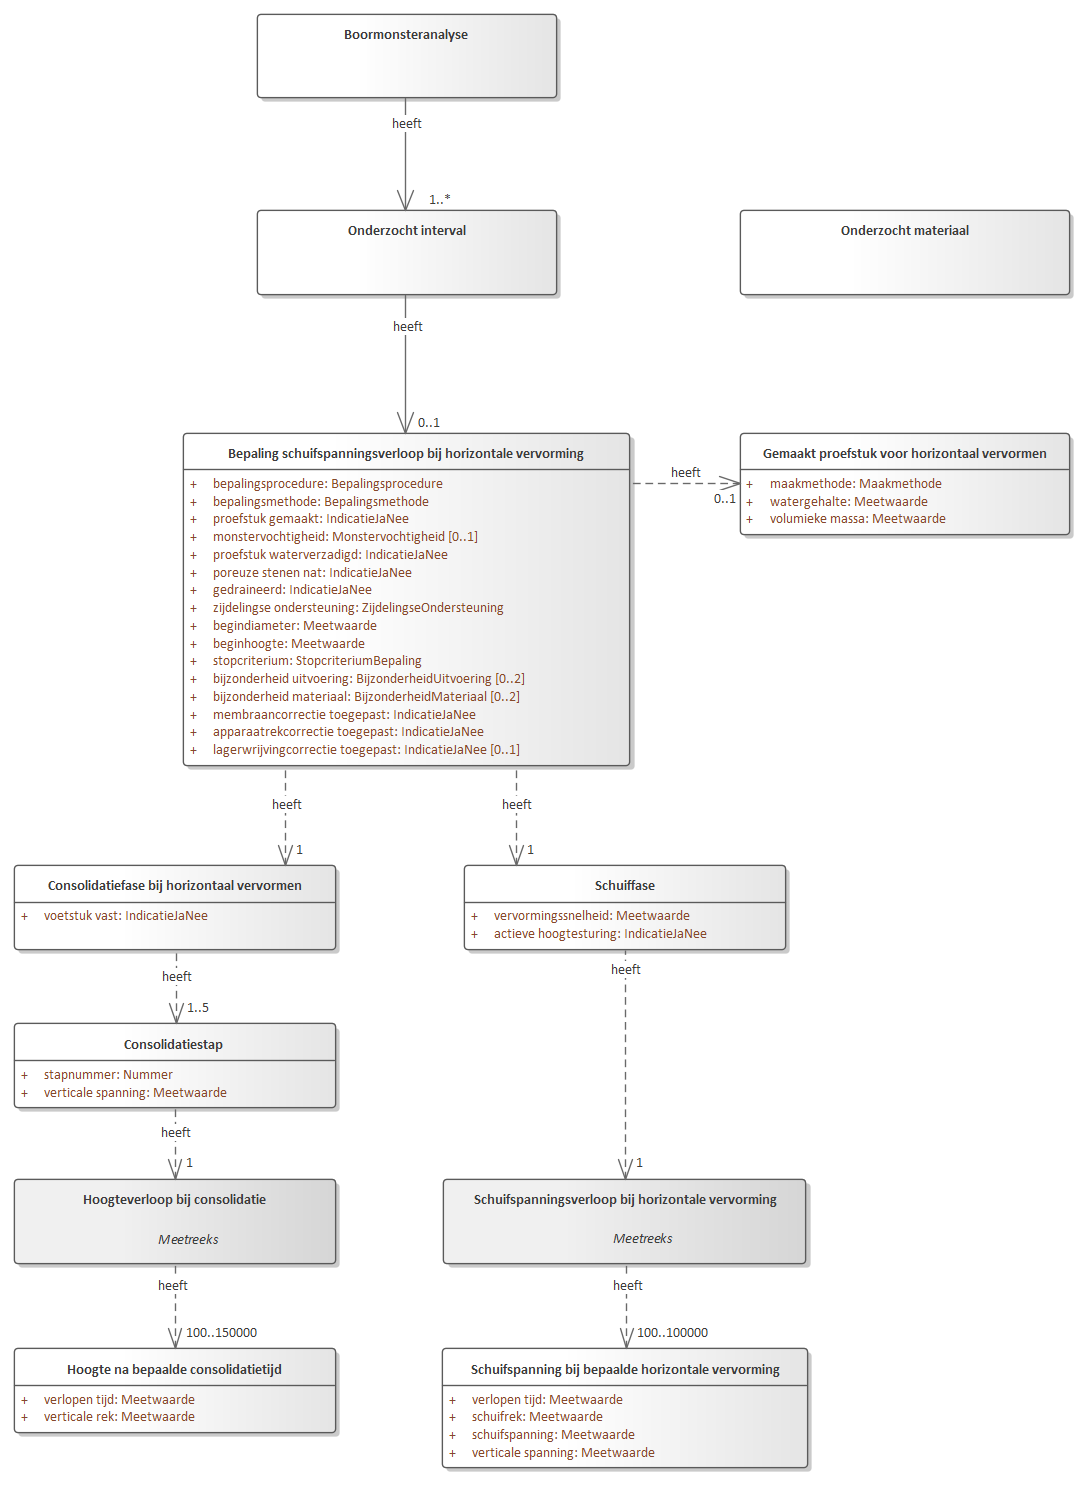 Boormonsteranalyse
heeft
1..*
Onderzocht interval
Onderzocht materiaal
heeft
0..1
Bepaling schuifspanningsverloop bij horizontale vervorming
+ bepalingsprocedure: Bepalingsprocedure
+ bepalingsmethode: Bepalingsmethode
+ proefstuk gemaakt: IndicatieJaNee
+ monstervochtigheid: Monstervochtigheid [0..1]
+ proefstuk waterverzadigd: IndicatieJaNee
+ poreuze stenen nat: IndicatieJaNee
+ gedraineerd: IndicatieJaNee
+ zijdelingse ondersteuning: ZijdelingseOndersteuning
+ begindiameter: Meetwaarde
+ beginhoogte: Meetwaarde
+ stopcriterium: StopcriteriumBepaling
+ bijzonderheid uitvoering: BijzonderheidUitvoering [0..2]
+ bijzonderheid materiaal: BijzonderheidMateriaal [0..2]
+ membraancorrectie toegepast: IndicatieJaNee
+ apparaatrekcorrectie toegepast: IndicatieJaNee
+ lagerwrijvingcorrectie toegepast: IndicatieJaNee [0..1]
heeft
0..1
Gemaakt proefstuk voor horizontaal vervormen
+ maakmethode: Maakmethode
+ watergehalte: Meetwaarde
+ volumieke massa: Meetwaarde
heeft
1
heeft
1
Consolidatiefase bij horizontaal vervormen
+ voetstuk vast: IndicatieJaNee
Schuiffase
+ vervormingssnelheid: Meetwaarde
+ actieve hoogtesturing: IndicatieJaNee
heeft
1..5
Consolidatiestap
+ stapnummer: Nummer
+ verticale spanning: Meetwaarde
heeft
1
heeft
1
Hoogteverloop bij consolidatie
Meetreeks
Schuifspanningsverloop bij horizontale vervorming
Meetreeks
heeft
100..150000
heeft
100..100000
Hoogte na bepaalde consolidatietijd
+ verlopen tijd: Meetwaarde
+ verticale rek: Meetwaarde
Schuifspanning bij bepaalde horizontale vervorming
+ verlopen tijd: Meetwaarde
+ schuifrek: Meetwaarde
+ schuifspanning: Meetwaarde
+ verticale spanning: Meetwaarde